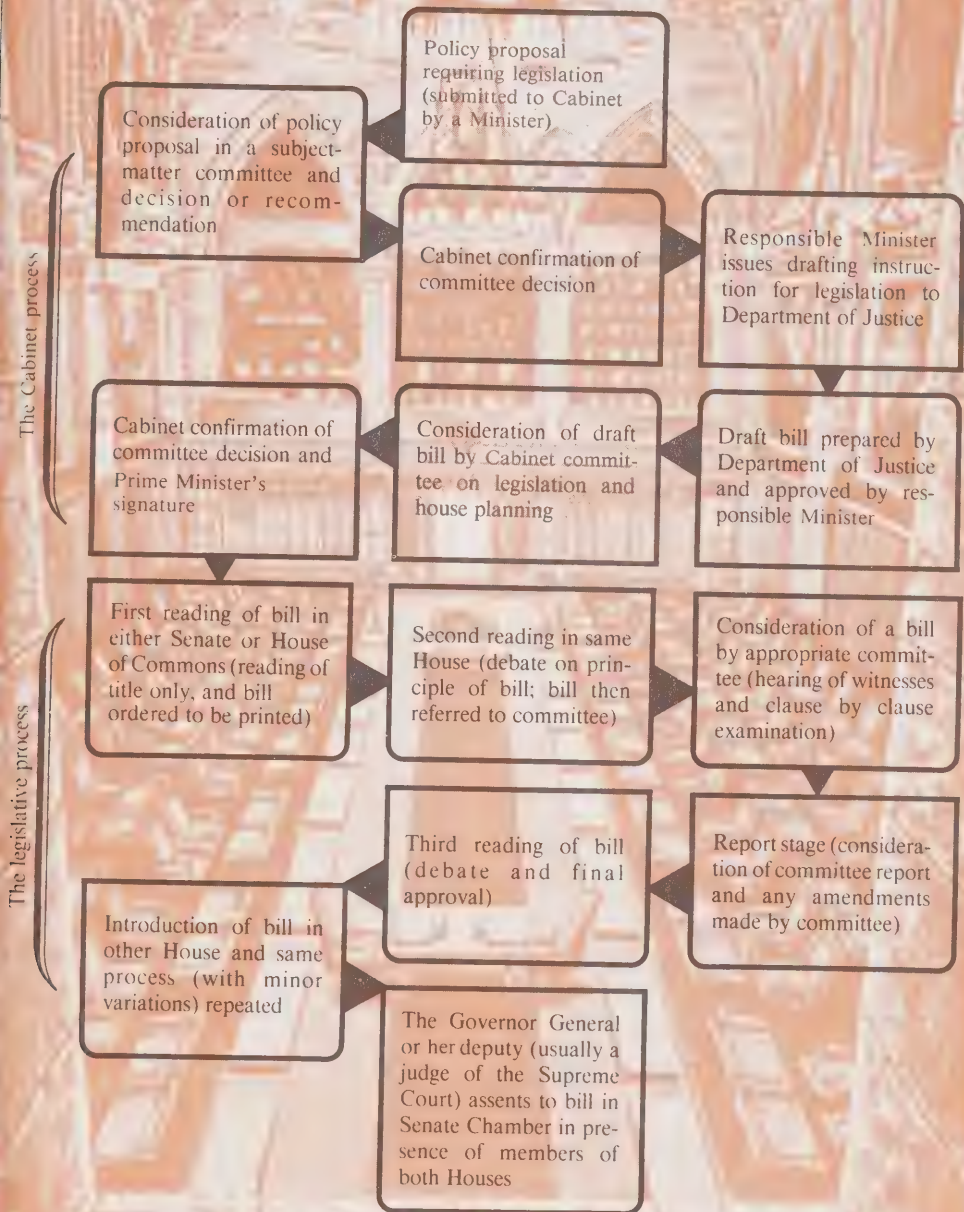 Policy proposal
requiring legislation
(submitted to Cabinet
by a Minister)
Consideration of policy
proposal in a subject-
matter committee and
decision or recom-
mendation
Cabinet confirmation of
committee decision
Responsible Minister
issues drafting instruc-
tion for legislation to
Department of Justice
The Cabinet process
Draft bill prepared by
Department of Justice
and approved by res-
ponsible Minister
Consideration of draft
bill by Cabinet commit-
tee on legislation and
house planning
Cabinet confirmation of
committee decision and
Prime Minister's
signature
First reading of bill in
either Senate or House
of Commons (reading of
title only, and bill
ordered to be printed)
Second reading in same
House (debate on prin-
ciple of bill; bill then
referred to committee)
Consideration of a bill
by appropriate commit-
tee (hearing of witnesses
and clause by clause
examination)
The legislative process
Report stage (considera-
tion of committee report
and any amendments
made by committee)
Third reading of bill
(debate and final
approval)
Introduction of bill in
other House and same
process (with minor
variations) repeated
The Governor General
or her deputy (usually a
judge of the Supreme
Court) assents to bill in
Senate Chamber in pre-
sence of members of
both Houses